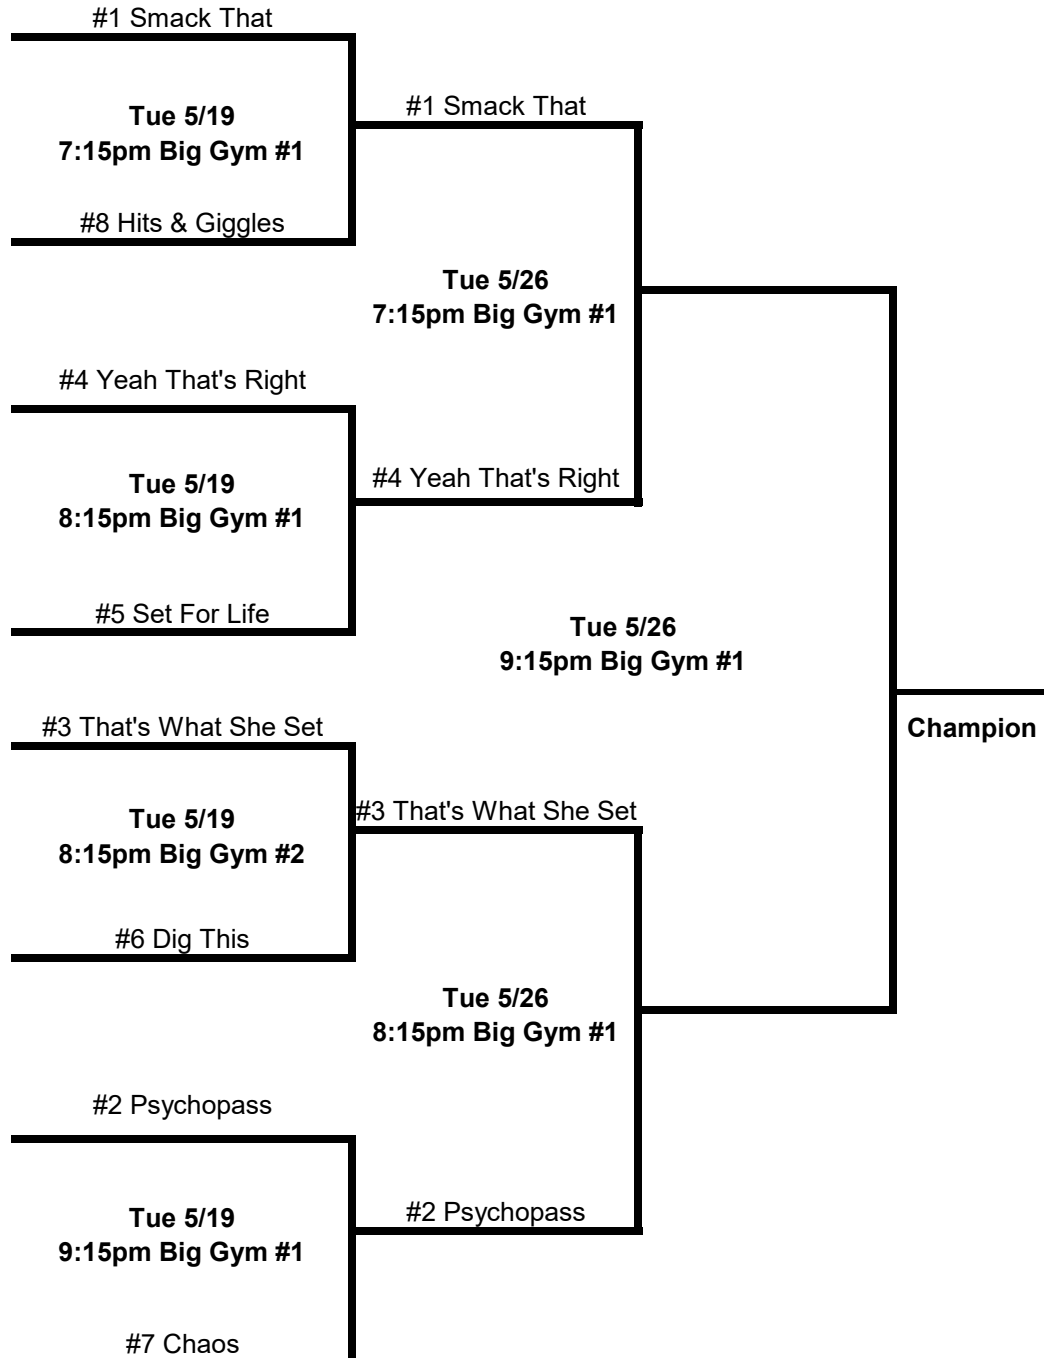 #1 Smack That
Tue 5/19
7:15pm Big Gym #1
#8 Hits & Giggles
#4 Yeah That's Right
Tue 5/19
8:15pm Big Gym #1
#5 Set For Life
#3 That's What She Set
Tue 5/19
8:15pm Big Gym #2
#6 Dig This
#2 Psychopass
Tue 5/19
9:15pm Big Gym #1
#7 Chaos
#1 Smack That
Tue 5/26
7:15pm Big Gym #1
#4 Yeah That's Right
#3 That's What She Set
Tue 5/26
8:15pm Big Gym #1
#2 Psychopass
Tue 5/26
9:15pm Big Gym #1
Champion